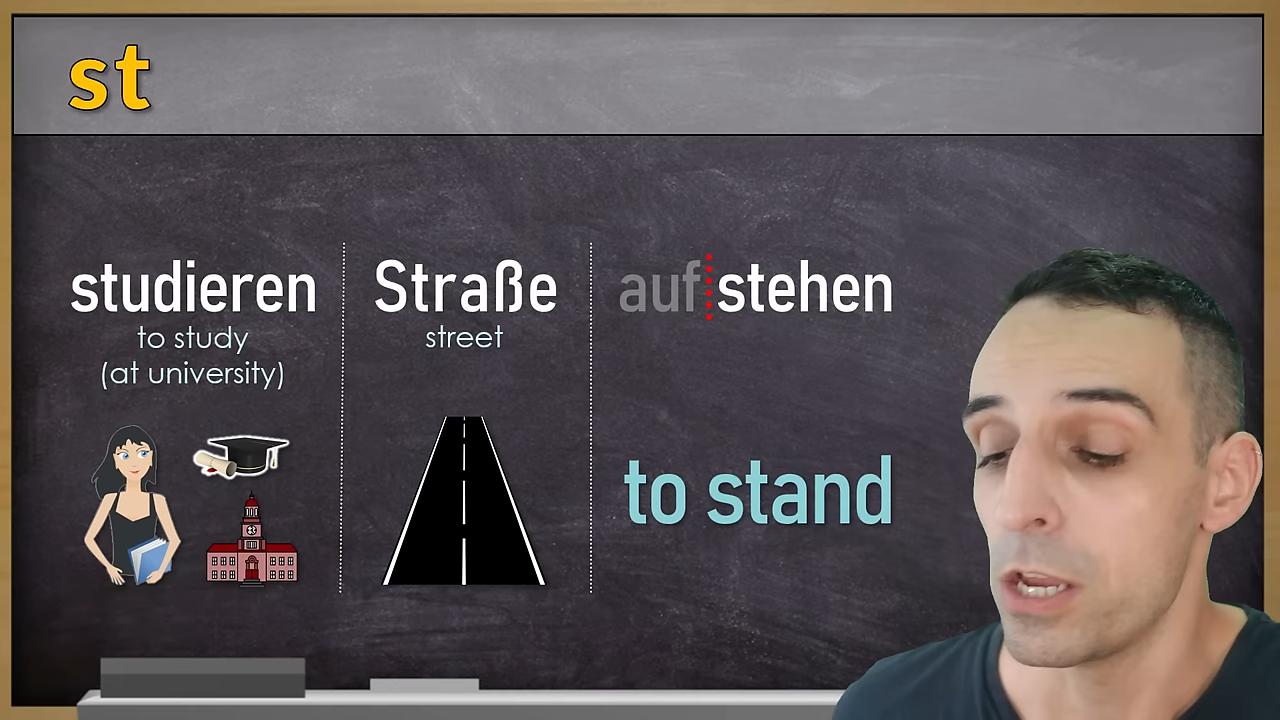 st
studieren
to study
(at university)
Straße
street
aufstehen
to stand